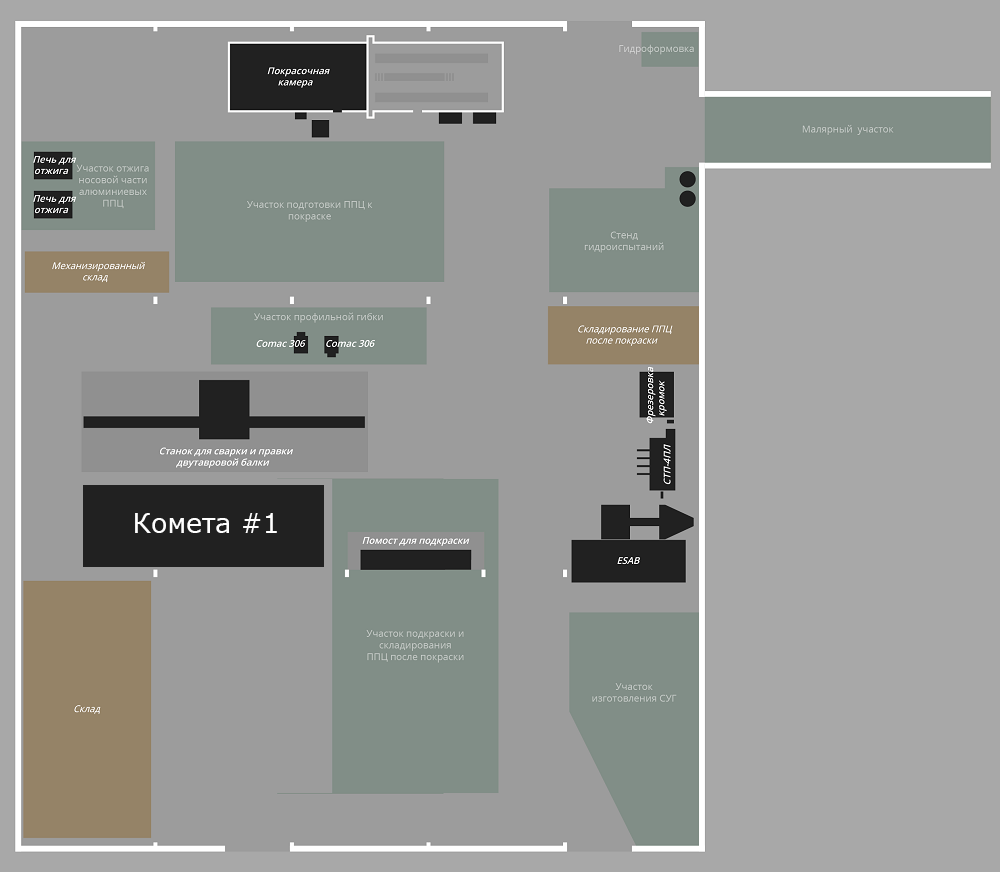 Гидроформовка
Покрасочная
камера
Малярный участок
Печь для
отжига
Участок отжига
носовой части
алюминиевых
ППЦ
Печь для
отжига
Участок подготовки ППЦ к
покраске
Стенд
гидроиспытаний
Механизированный
склад
Участок профильной гибки
Comac 306
Comac 306
Складирование ППЦ
после покраски
Фрезеровка
кромок
Станок для сварки и правки
двутавровой балки
СТП-4ПЛ
Комета #1
Помост для подкраски
ESAB
Участок подкраски и
складирования
ППЦ после покраски
Участок
изготовления СУГ
Склад